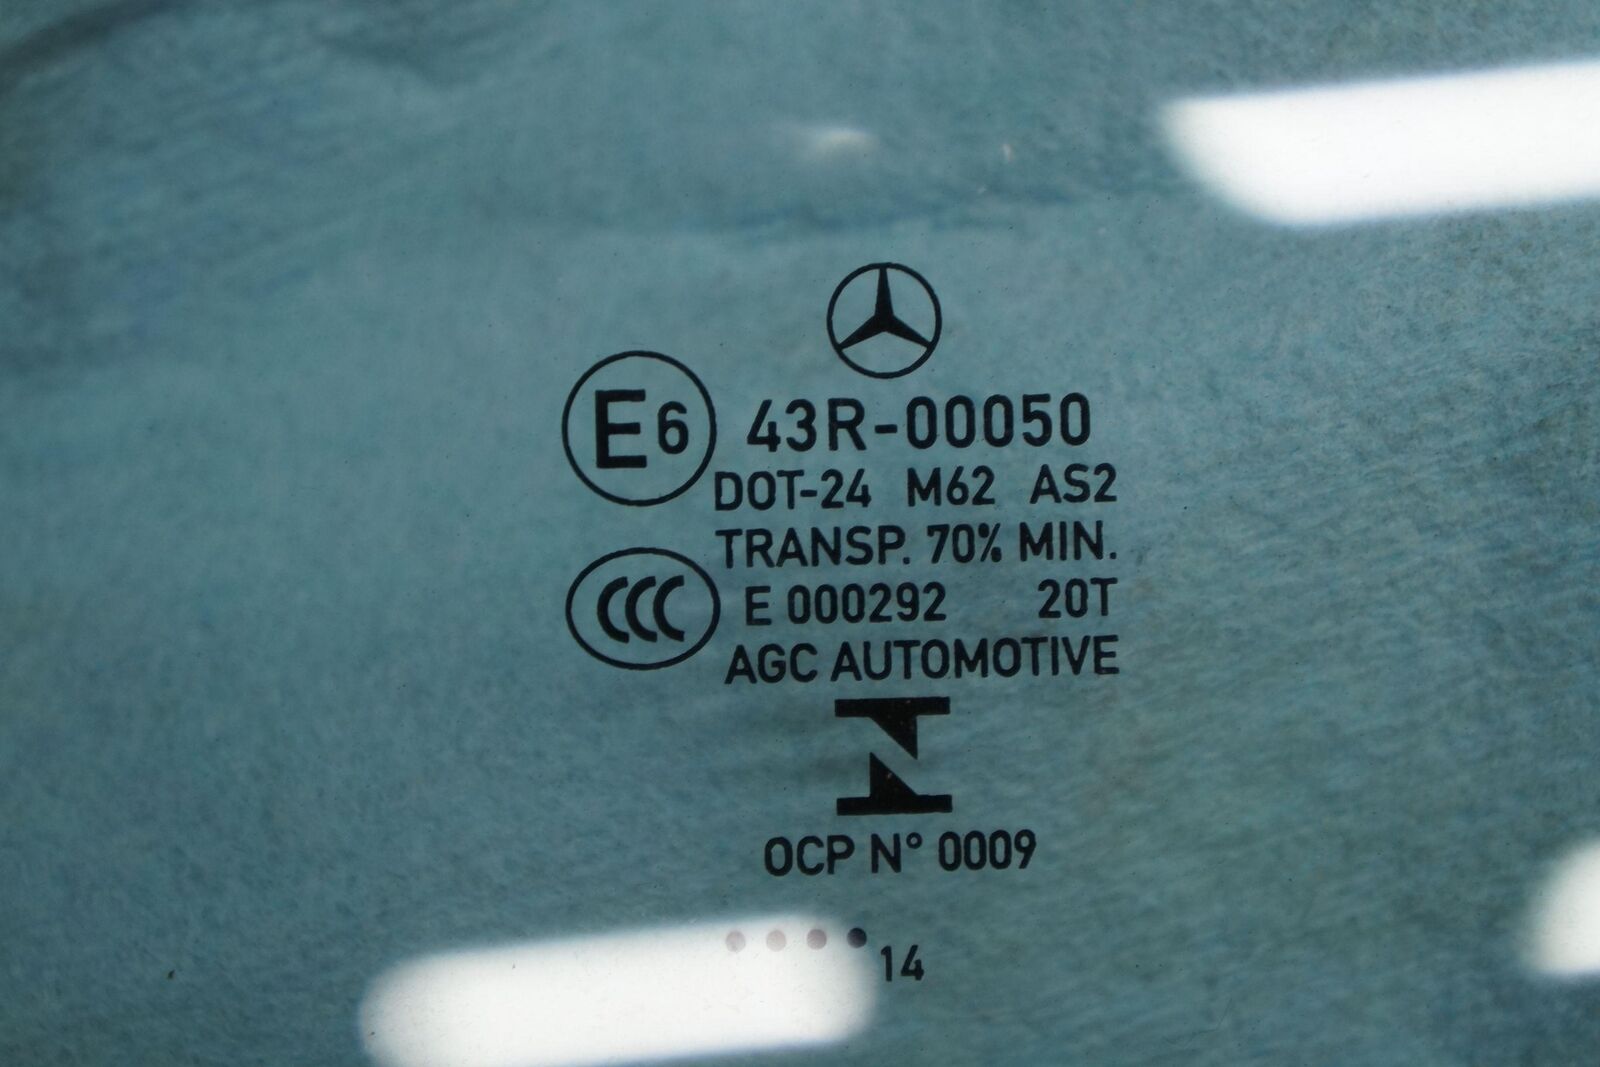 E6 43R-00050
DOT-24 M62 AS2
TRANSP. 70% MIN.
CCC E 000292 20T
AGC AUTOMOTIVE
OCP N° 0009
14